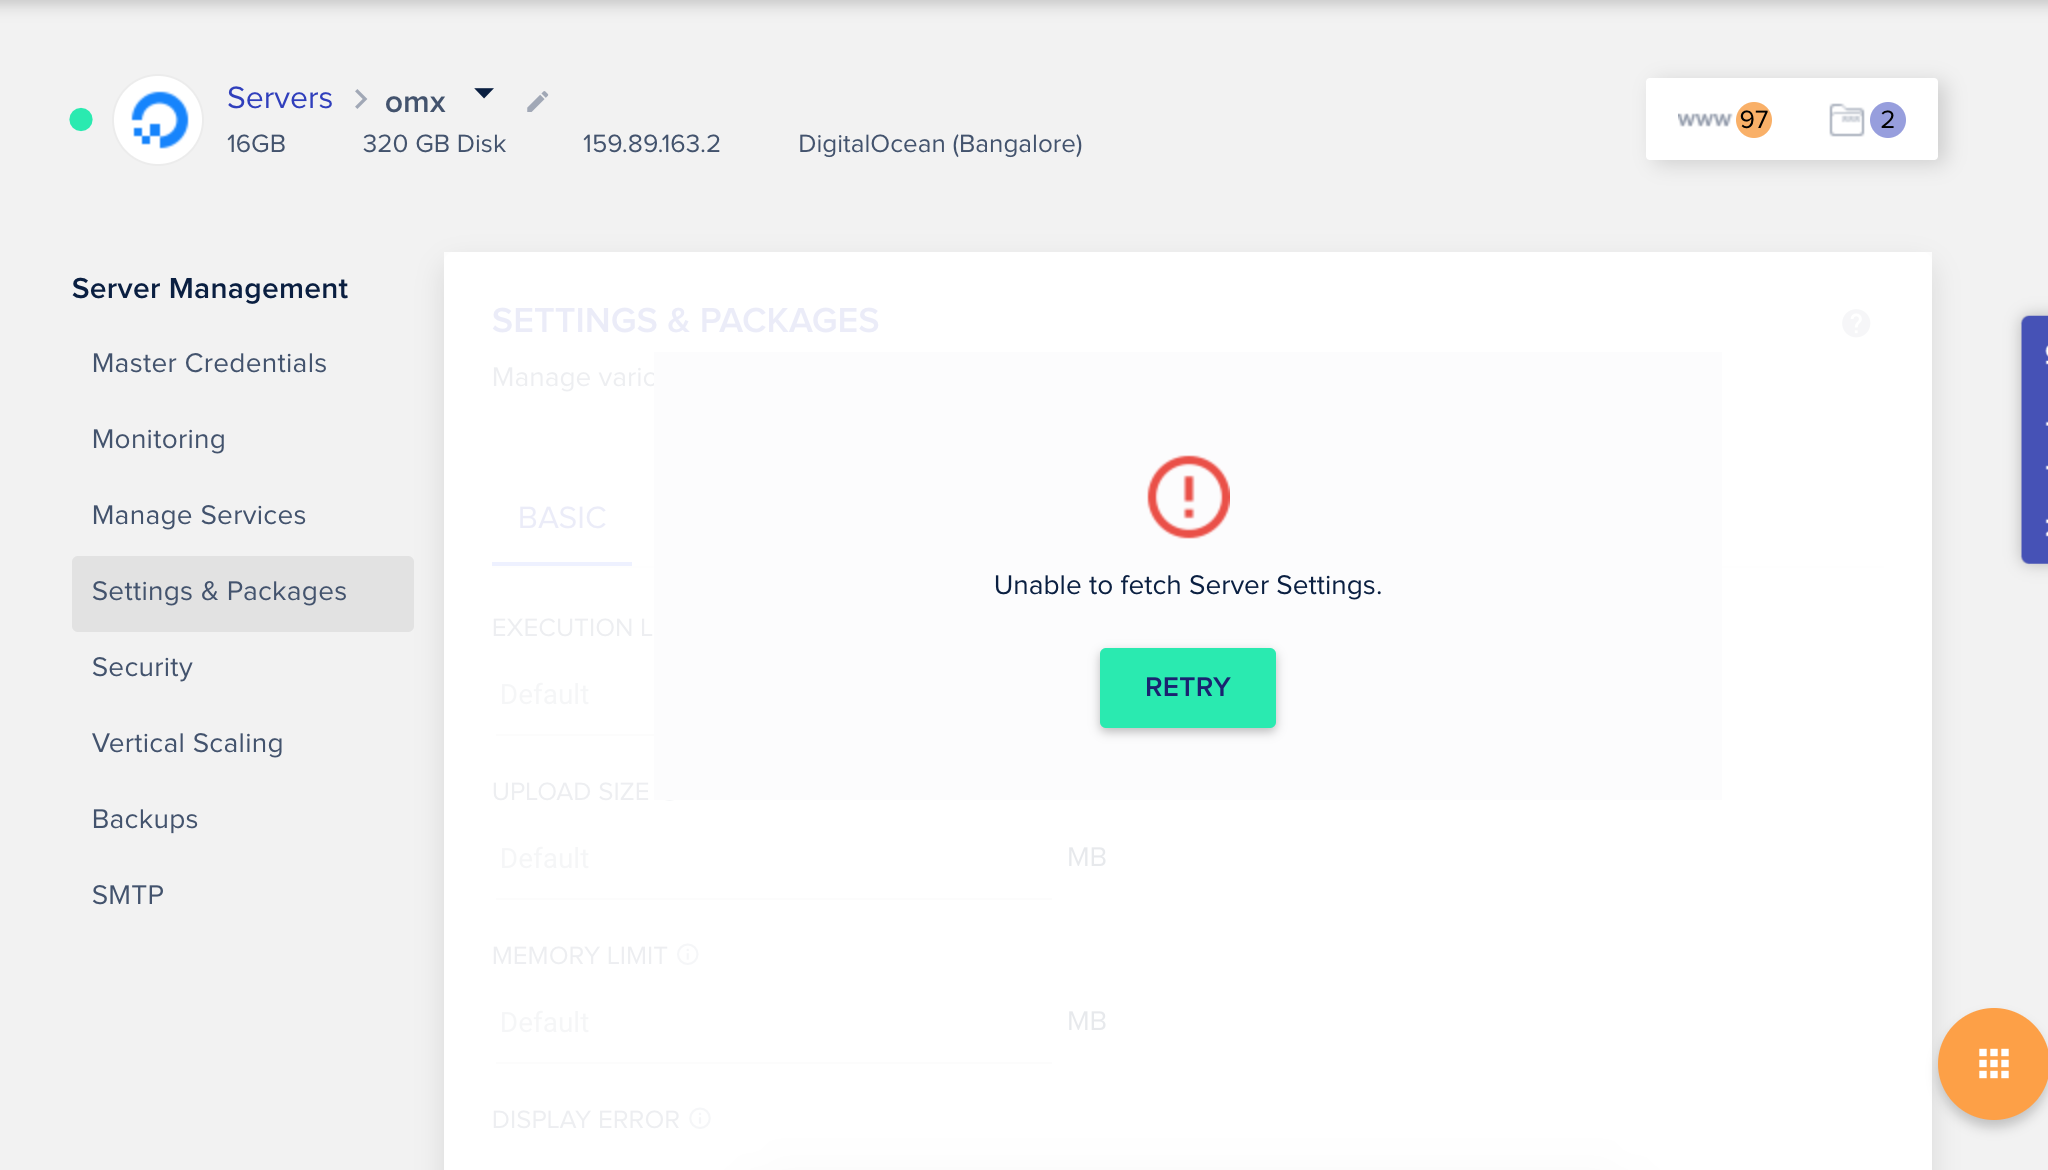 Servers > omx
16GB 320 GB Disk 159.89.163.2 DigitalOcean (Bangalore)
www 97 2
Server Management
Master Credentials
Monitoring
Manage Services
Settings & Packages
Security
Vertical Scaling
Backups
SMTP
SETTINGS & PACKAGES
?
Manage
BASIC
Unable to fetch Server Settings.
RETRY
EXECUTION
Default
UPLOAD SIZE
Default MB
MEMORY LIMIT
Default MB
DISPLAY ERROR